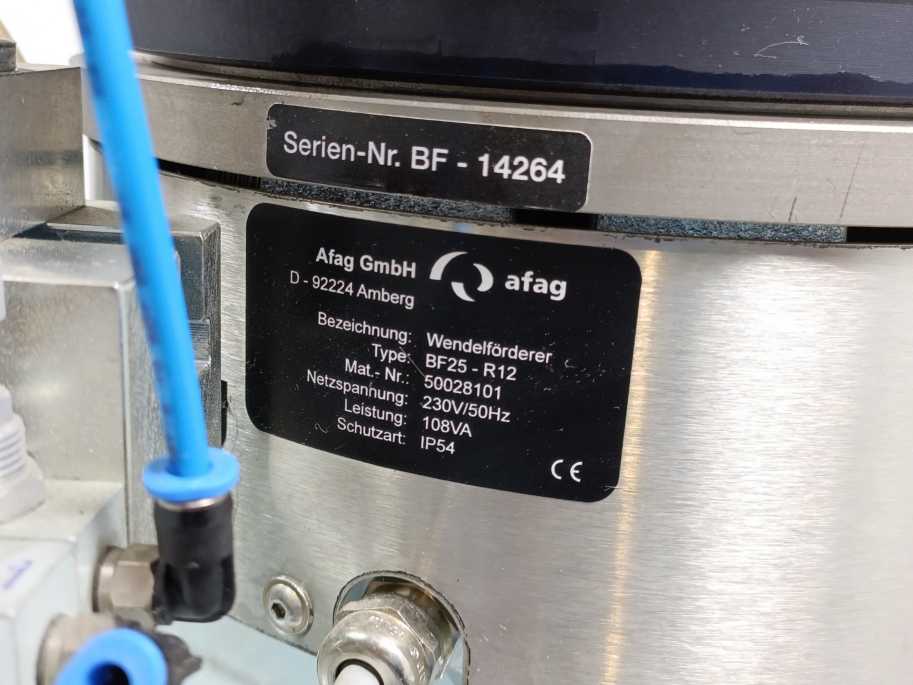 Serien-Nr. BF - 14264
Afag GmbH
D - 92224 Amberg
afag
Bezeichnung: Wendelförderer
Type: BF25 - R12
Mat.- Nr.: 50028101
Netzspannung: 230V/50Hz
Leistung: 108VA
Schutzart: IP54
CE